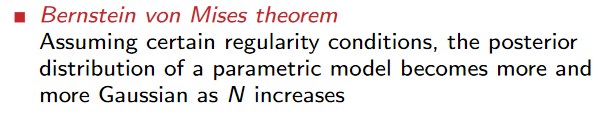 Bernstein von Mises theorem
Assuming certain regularity conditions, the posterior
distribution of a parametric model becomes more and
more Gaussian as N increases